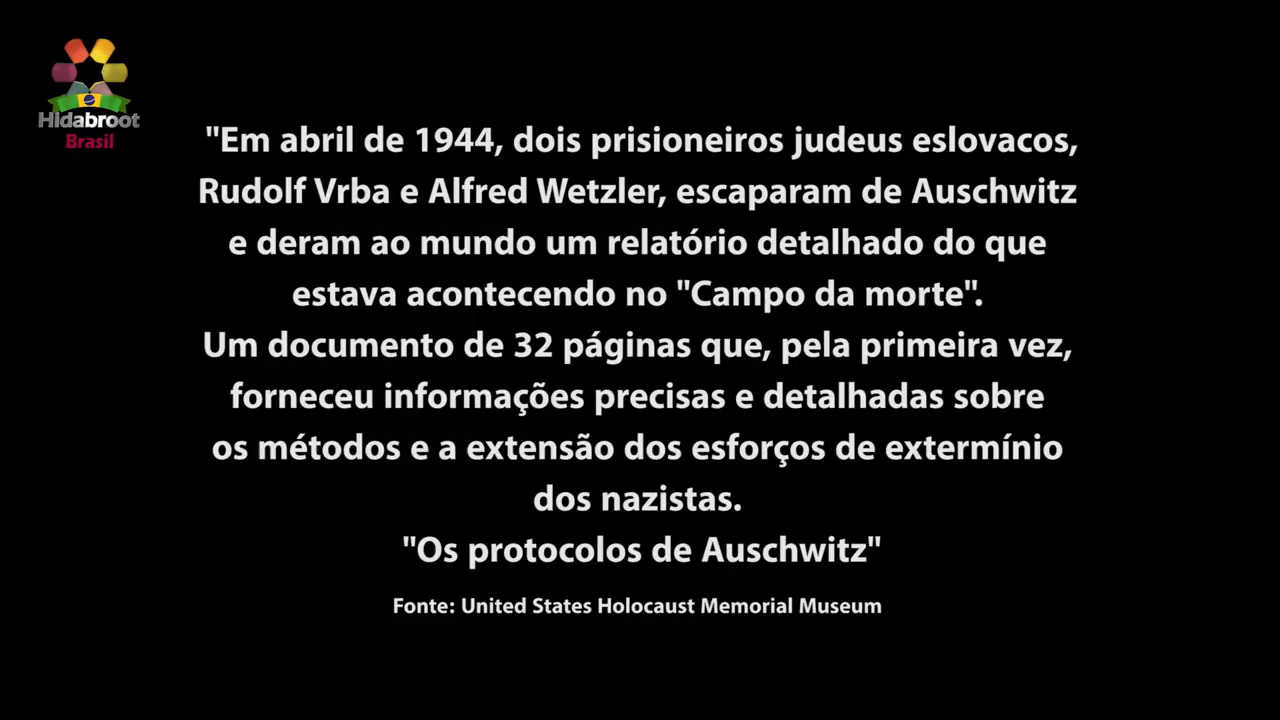 Hidabroot
Brasil
"Em abril de 1944, dois prisioneiros judeus eslovacos,
Rudolf Vrba e Alfred Wetzler, escaparam de Auschwitz
e deram ao mundo um relatório detalhado do que
estava acontecendo no "Campo da morte".
Um documento de 32 páginas que, pela primeira vez,
forneceu informações precisas e detalhadas sobre
os métodos e a extensão dos esforços de extermínio
dos nazistas.
"Os protocolos de Auschwitz"
Fonte: United States Holocaust Memorial Museum